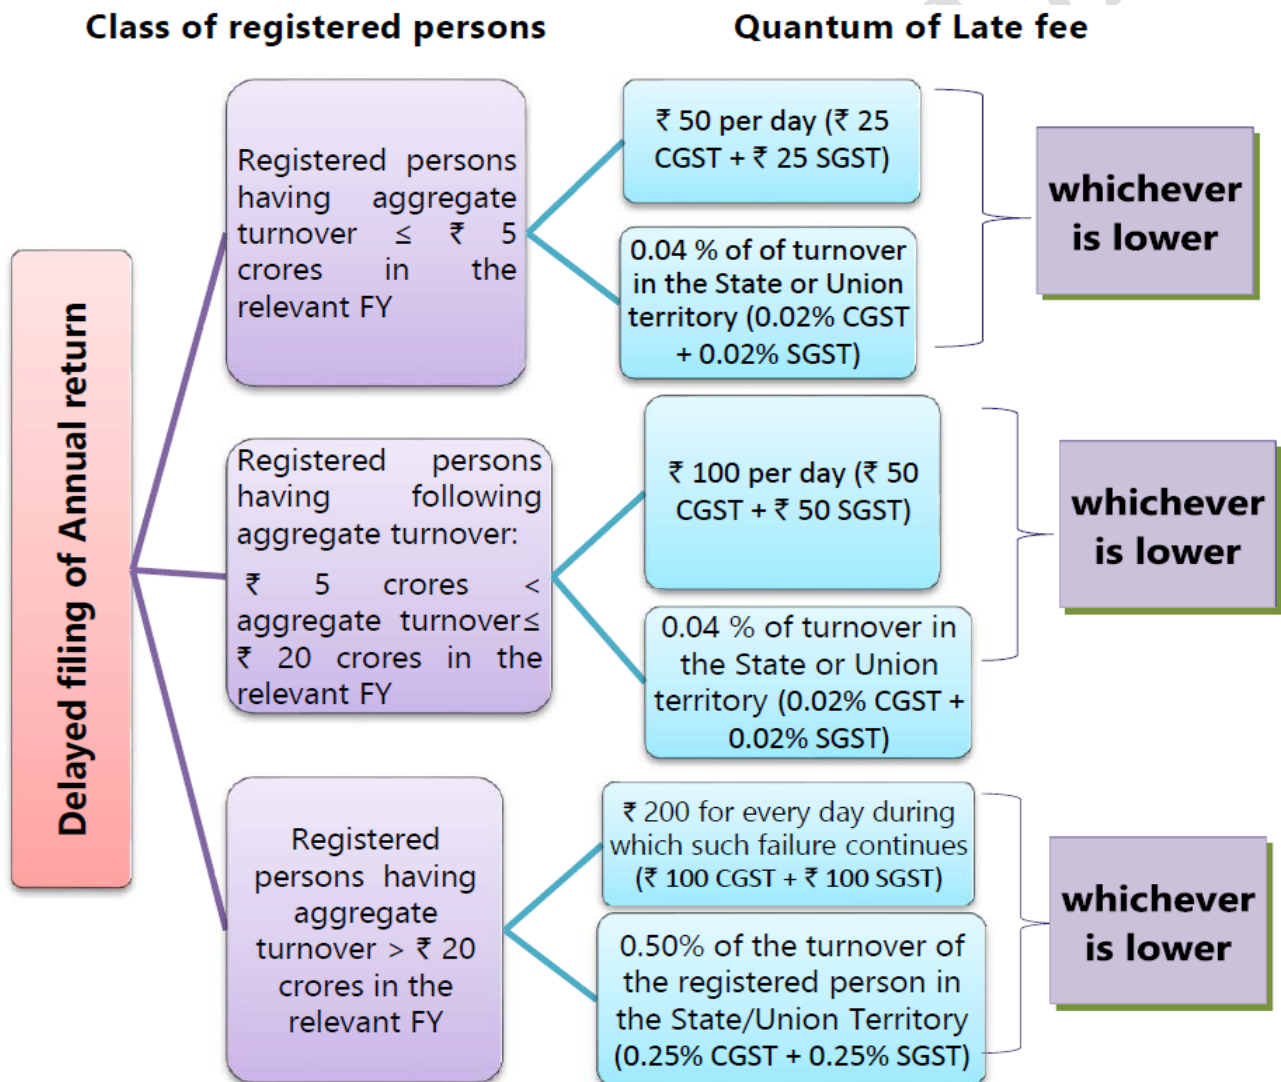 Class of registered persons
Quantum of Late fee
Delayed filing of Annual return
Registered persons
having aggregate
turnover ≤ ₹ 5
crores in the
relevant FY
₹ 50 per day (₹ 25
CGST + ₹ 25 SGST)
0.04 % of of turnover
in the State or Union
territory (0.02% CGST
+ 0.02% SGST)
whichever
is lower
Registered persons
having following
aggregate turnover:
₹ 5 crores <
aggregate turnover≤
₹ 20 crores in the
relevant FY
₹ 100 per day (₹ 50
CGST + ₹ 50 SGST)
0.04 % of turnover in
the State or Union
territory (0.02% CGST +
0.02% SGST)
whichever
is lower
Registered
persons having
aggregate
turnover > ₹ 20
crores in the
relevant FY
₹ 200 for every day during
which such failure continues
(₹ 100 CGST + ₹ 100 SGST)
0.50% of the turnover of
the registered person in
the State/Union Territory
(0.25% CGST + 0.25% SGST)
whichever
is lower